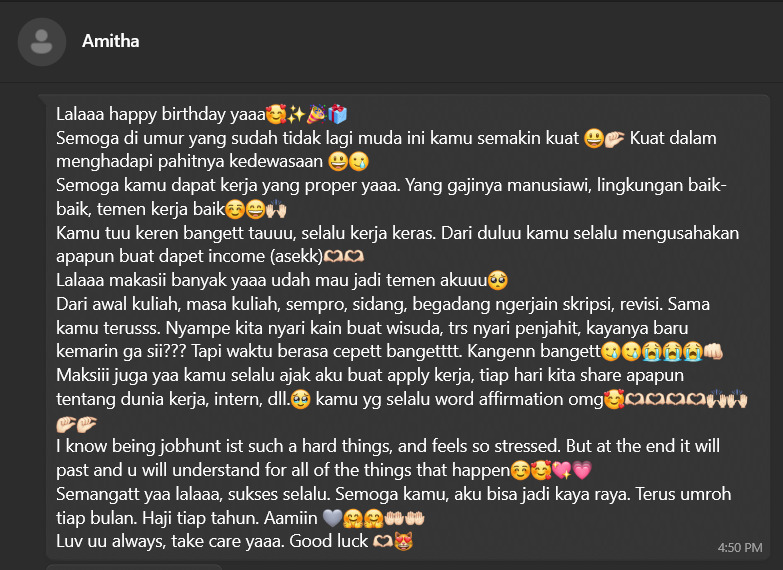 Amitha
Lalaaa happy birthday yaaa🥰✨🎉🎁
Semoga di umur yang sudah tidak lagi muda ini kamu semakin kuat 😃🫴🏻 Kuat dalam
menghadapi pahitnya kedewasaan 😃🥲
Semoga kamu dapat kerja yang proper yaaa. Yang gajinya manusiawi, lingkungan baik-
baik, temen kerja baik☺️😄🙌🏻
Kamu tuu keren bangett tauuu, selalu kerja keras. Dari duluu kamu selalu mengusahakan
apapun buat dapet income (asekk)🫶🏻🫶🏻
Lalaaa makasii banyak yaaa udah mau jadi temen akuuu🥺
Dari awal kuliah, masa kuliah, sempro, sidang, begadang ngerjain skripsi, revisi. Sama
kamu terusss. Nyampe kita nyari kain buat wisuda, trs nyari penjahit, kayanya baru
kemarin ga sii??? Tapi waktu berasa cepett bangetttt. Kangenn bangett🥲🥲😭😭😭👊🏻
Maksiii juga yaa kamu selalu ajak aku buat apply kerja, tiap hari kita share apapun
tentang dunia kerja, intern, dll.🥹 kamu yg selalu word affirmation omg🥰🫶🏻🫶🏻🫶🏻🫶🏻🙌🏻🙌🏻
🫴🏻🫴🏻
I know being jobhunt ist such a hard things, and feels so stressed. But at the end it will
past and u will understand for all of the things that happen☺️🥰💖💗
Semangatt yaa lalaaa, sukses selalu. Semoga kamu, aku bisa jadi kaya raya. Terus umroh
tiap bulan. Haji tiap tahun. Aamiin 🩶🤗🤗🤲🏻🤲🏻
Luv uu always, take care yaaa. Good luck 🫶🏻😻
4:50 PM